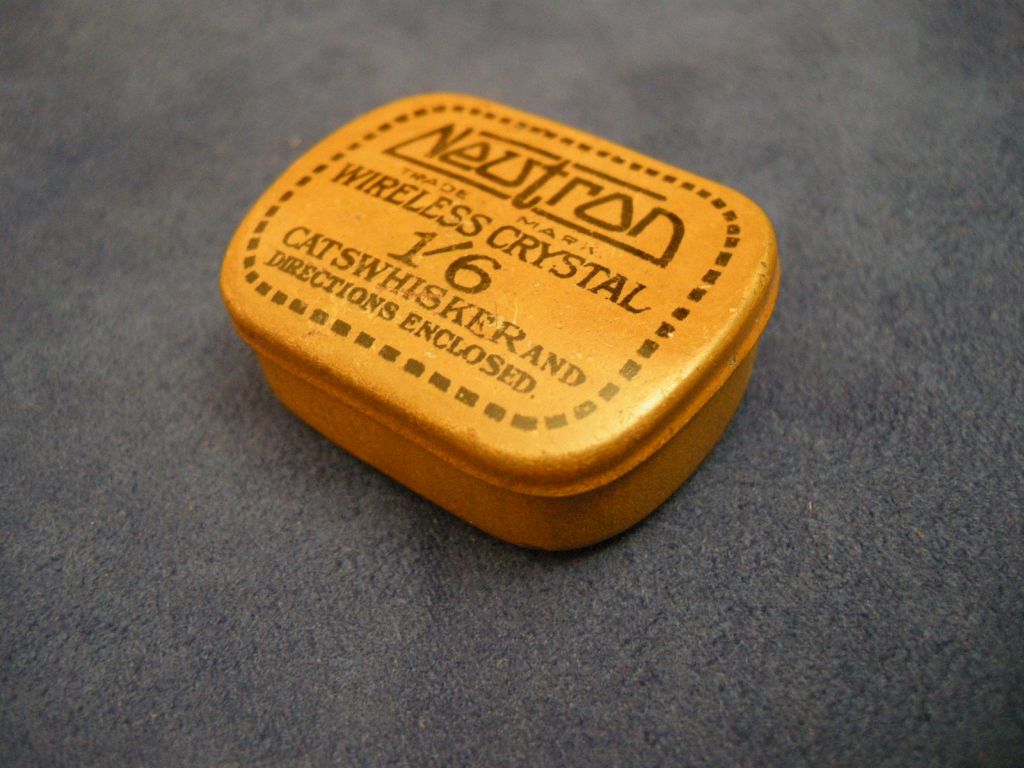 Neutron
TRADE MARK
WIRELESS CRYSTAL
1/6
CATSWHISKER AND
DIRECTIONS ENCLOSED.